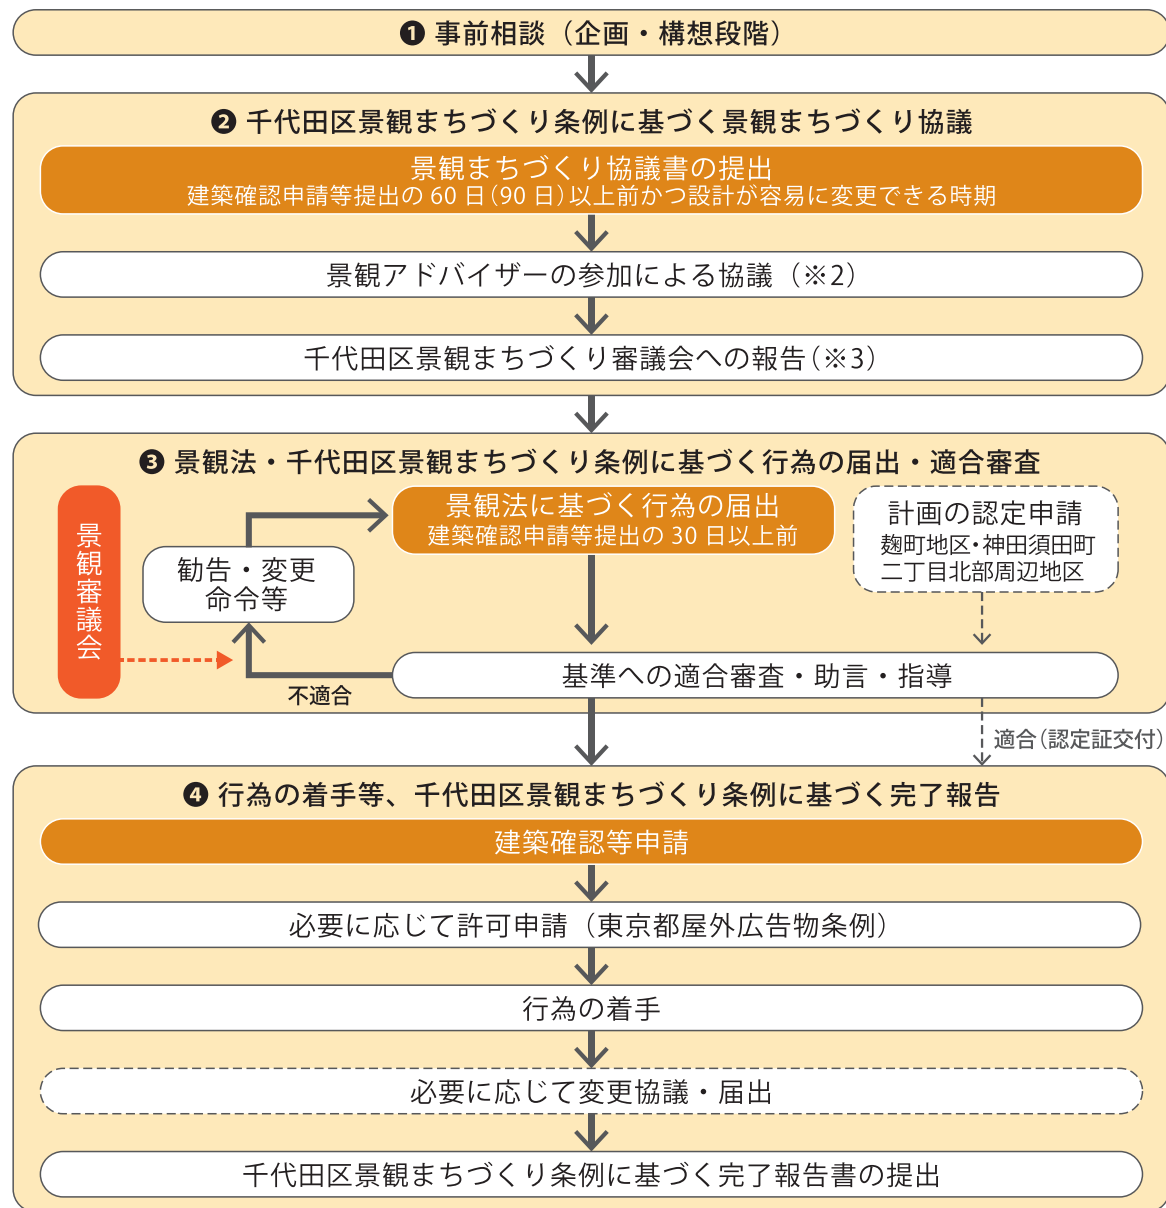 ❶ 事前相談（企画・構想段階）
❷ 千代田区景観まちづくり条例に基づく景観まちづくり協議
景観まちづくり協議書の提出
建築確認申請等提出の 60 日（90 日）以上前かつ設計が容易に変更できる時期
景観アドバイザーの参加による協議（※2）
千代田区景観まちづくり審議会への報告（※3）
❸ 景観法・千代田区景観まちづくり条例に基づく行為の届出・適合審査
景観審議会
勧告・変更
命令等
景観法に基づく行為の届出
建築確認申請等提出の 30 日以上前
計画の認定申請
麹町地区・神田須田町
二丁目北部周辺地区
基準への適合審査・助言・指導
不適合
適合（認定証交付）
❹ 行為の着手等、千代田区景観まちづくり条例に基づく完了報告
建築確認等申請
必要に応じて許可申請（東京都屋外広告物条例）
行為の着手
必要に応じて変更協議・届出
千代田区景観まちづくり条例に基づく完了報告書の提出